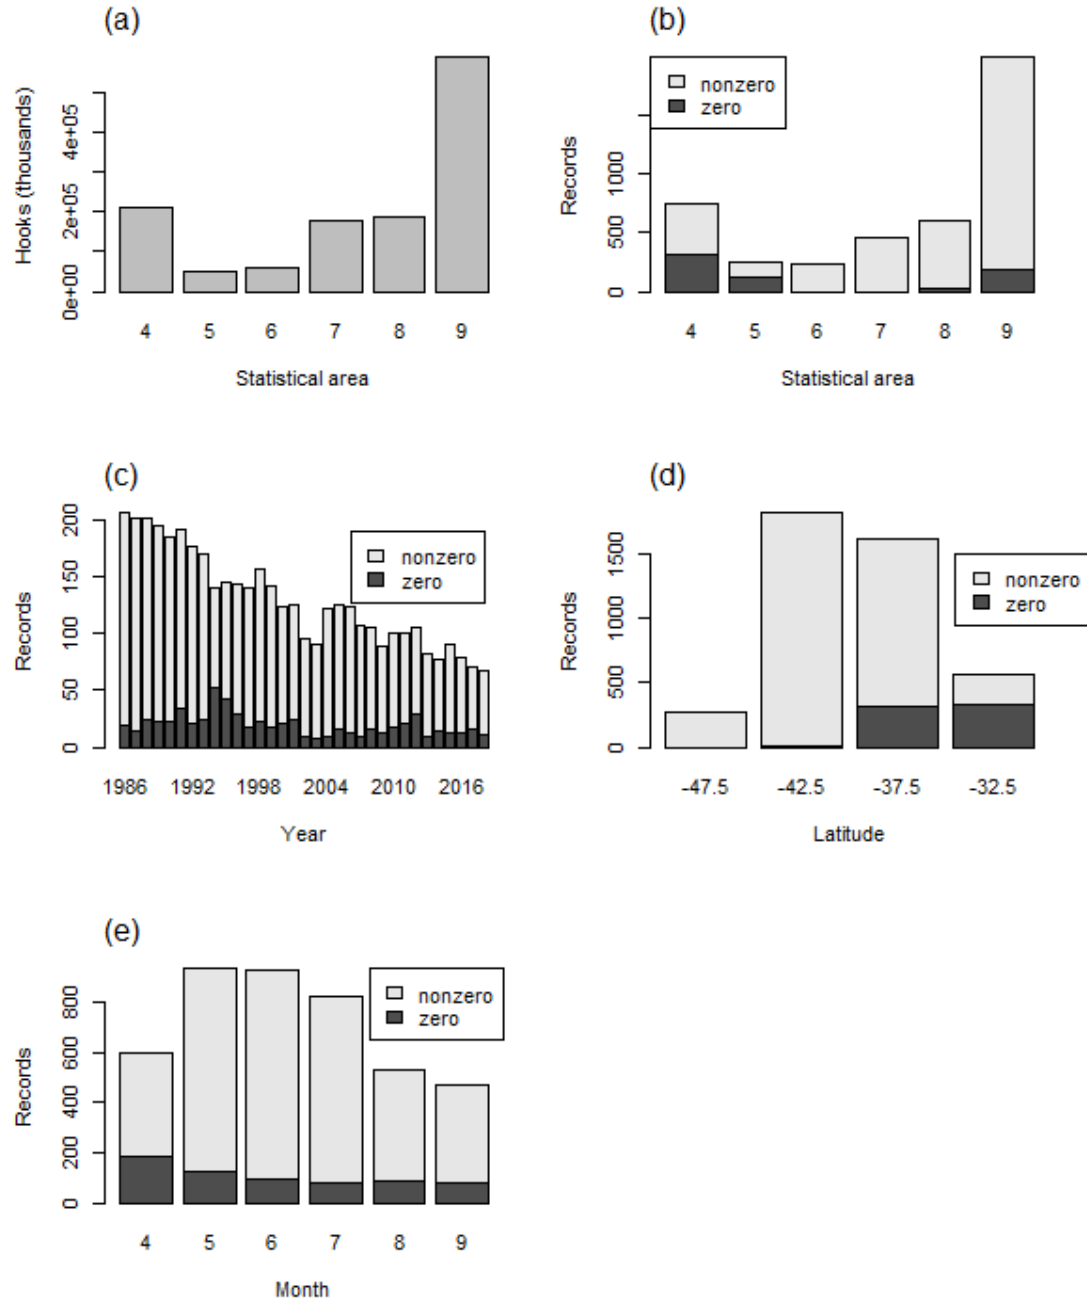 (a)
Hooks (thousands)
0e+00 2e+05 4e+05
4 5 6 7 8 9
Statistical area
(b)
nonzero
zero
Records
0 500 1000
4 5 6 7 8 9
Statistical area
(c)
nonzero
zero
Records
0 50 100 150 200
1986 1992 1998 2004 2010 2016
Year
(d)
nonzero
zero
Records
0 500 1000 1500
-47.5 -42.5 -37.5 -32.5
Latitude
(e)
nonzero
zero
Records
0 200 400 600 800
4 5 6 7 8 9
Month